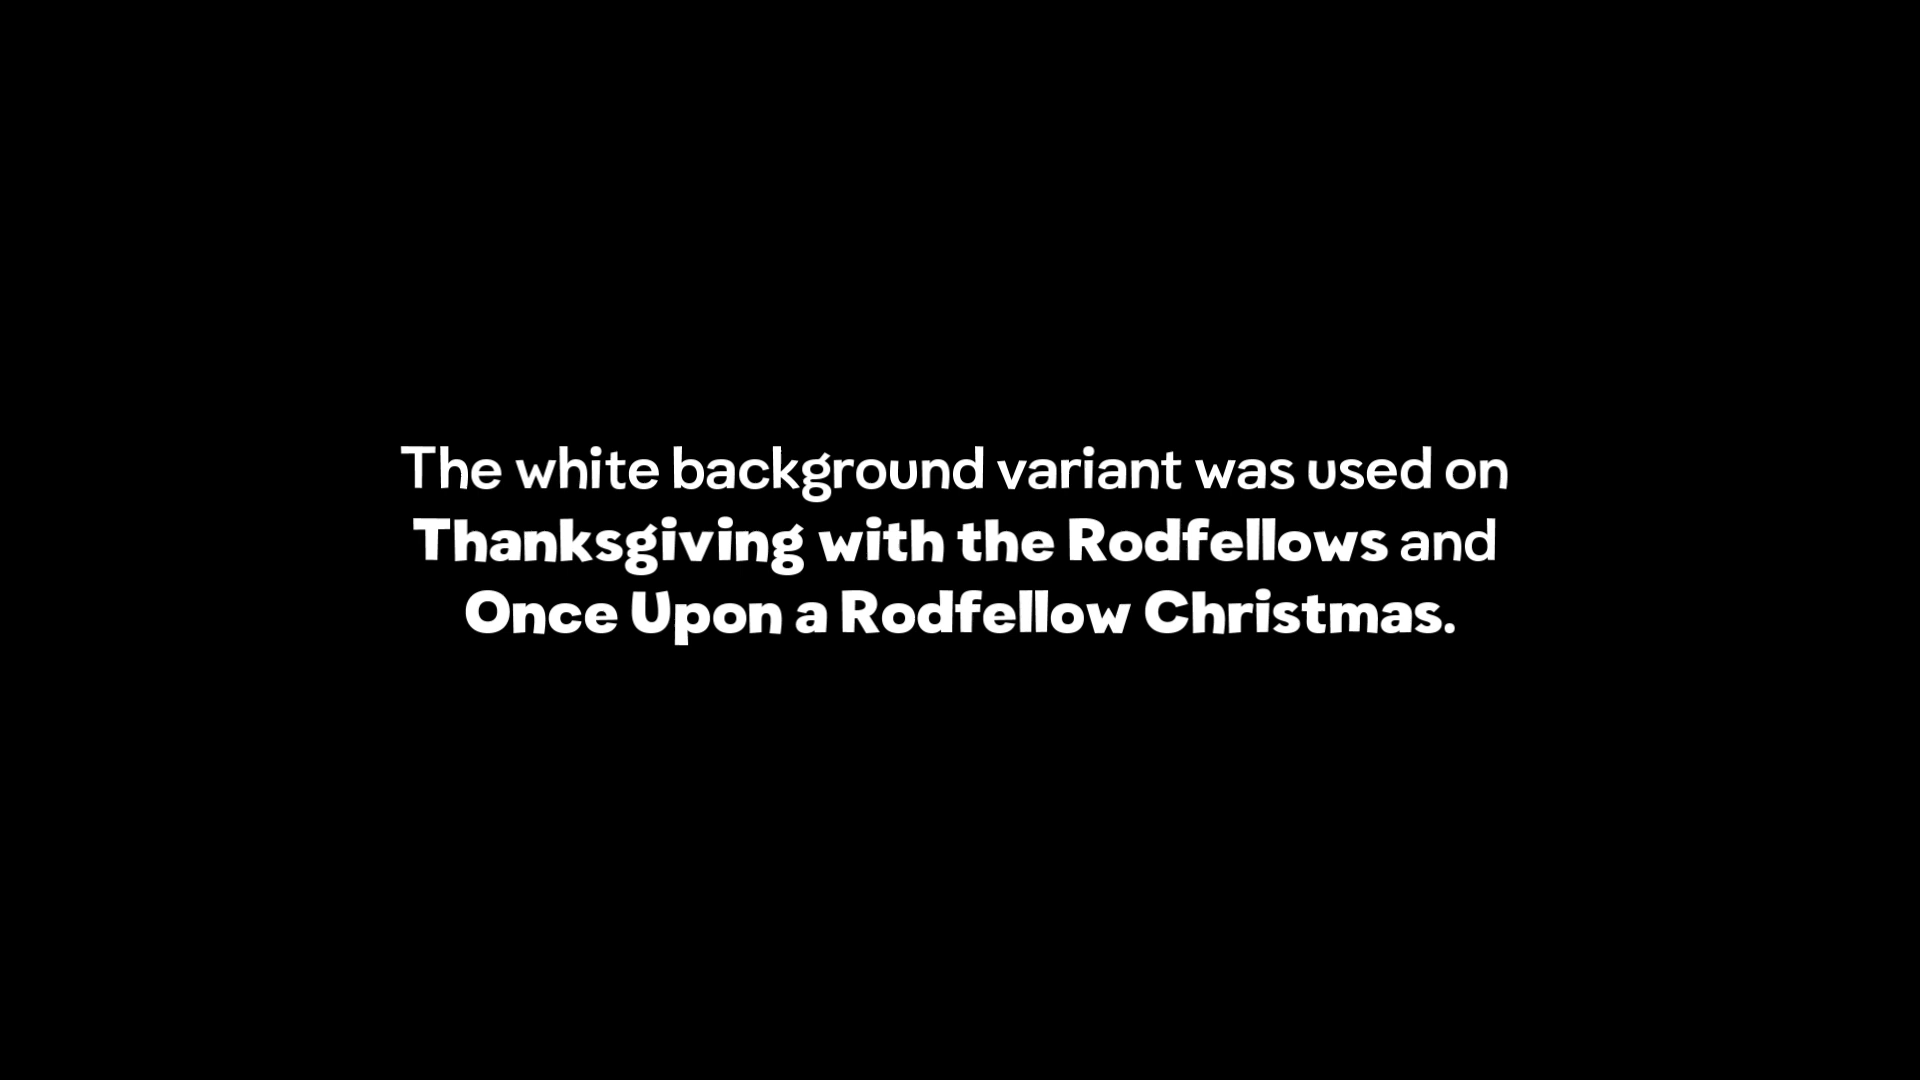 The white background variant was used on
Thanksgiving with the Rodfellows and
Once Upon a Rodfellow Christmas.